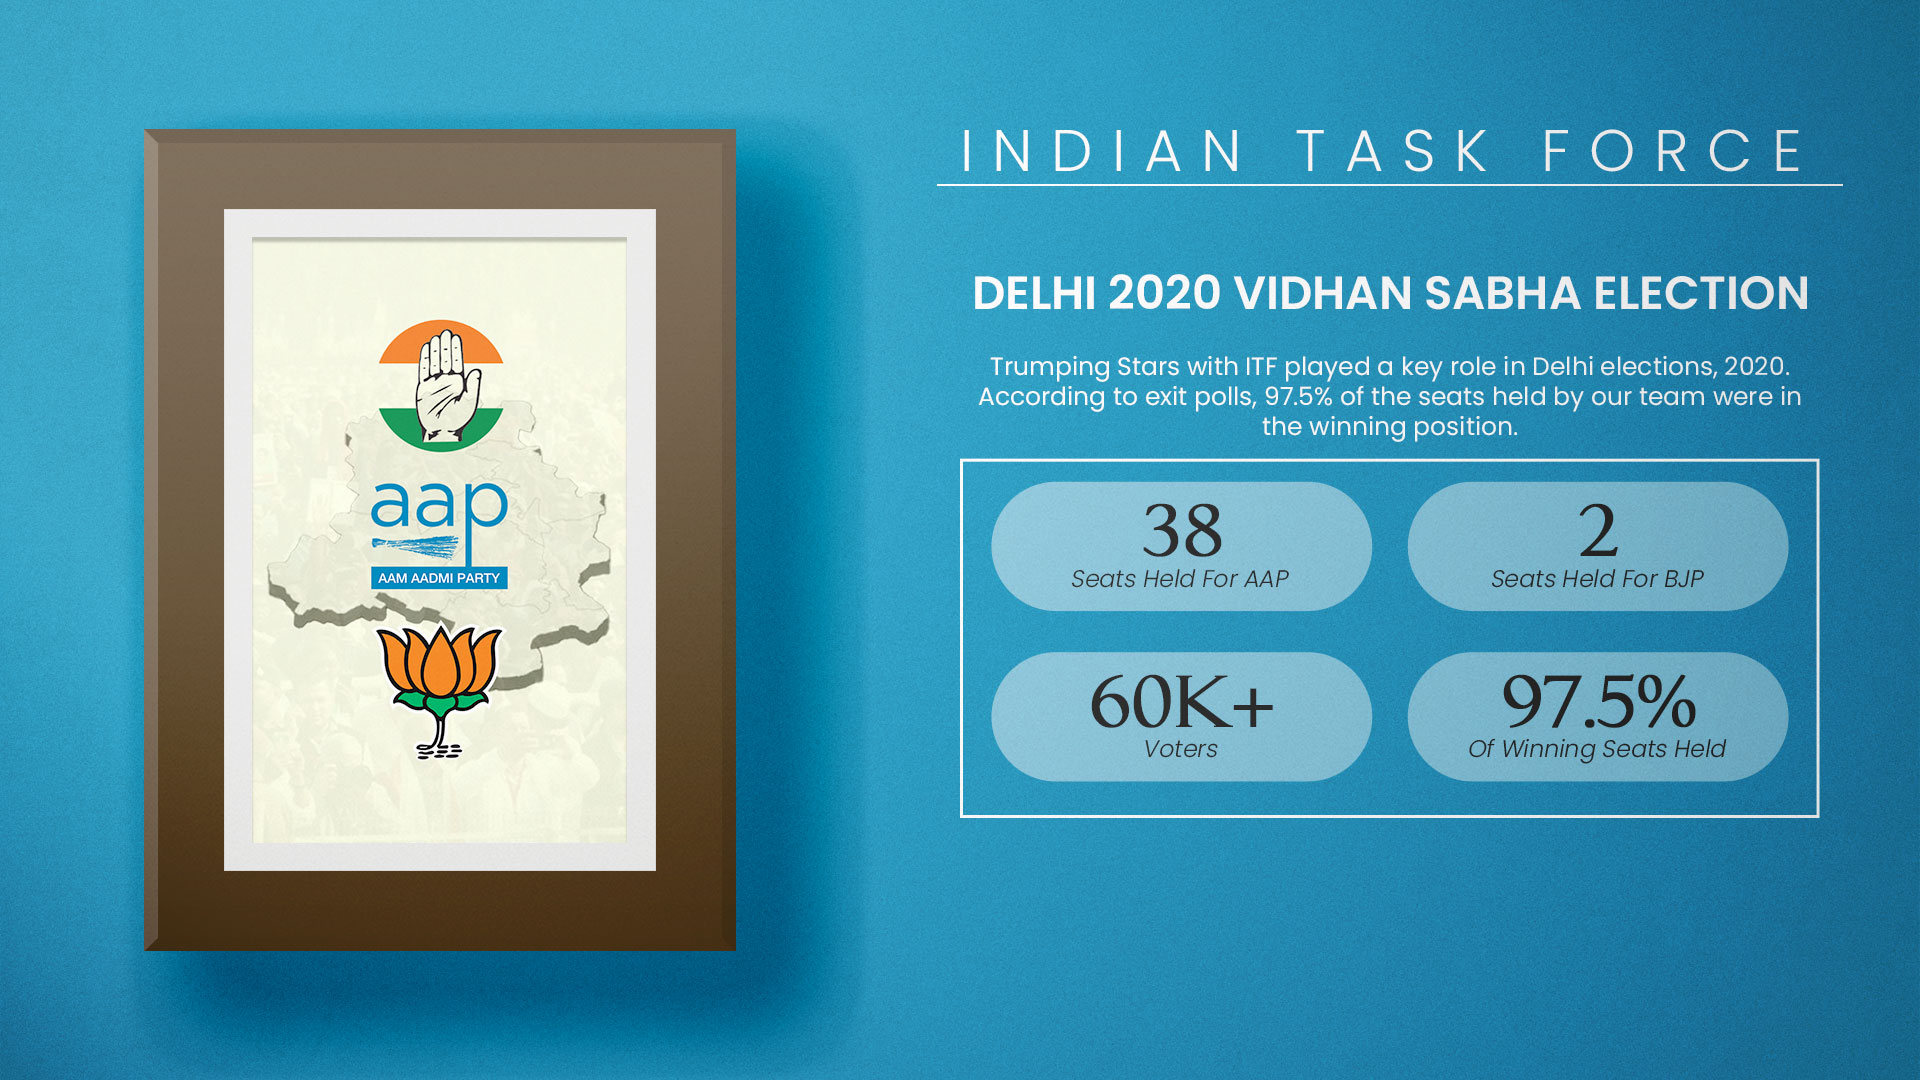 aap
AAM AADMI PARTY
INDIAN TASK FORCE
DELHI 2020 VIDHAN SABHA ELECTION
Trumping Stars with ITF played a key role in Delhi elections, 2020.
According to exit polls, 97.5% of the seats held by our team were in
the winning position.
38
Seats Held For AAP
2
Seats Held For BJP
60K+
Voters
97.5%
Of Winning Seats Held